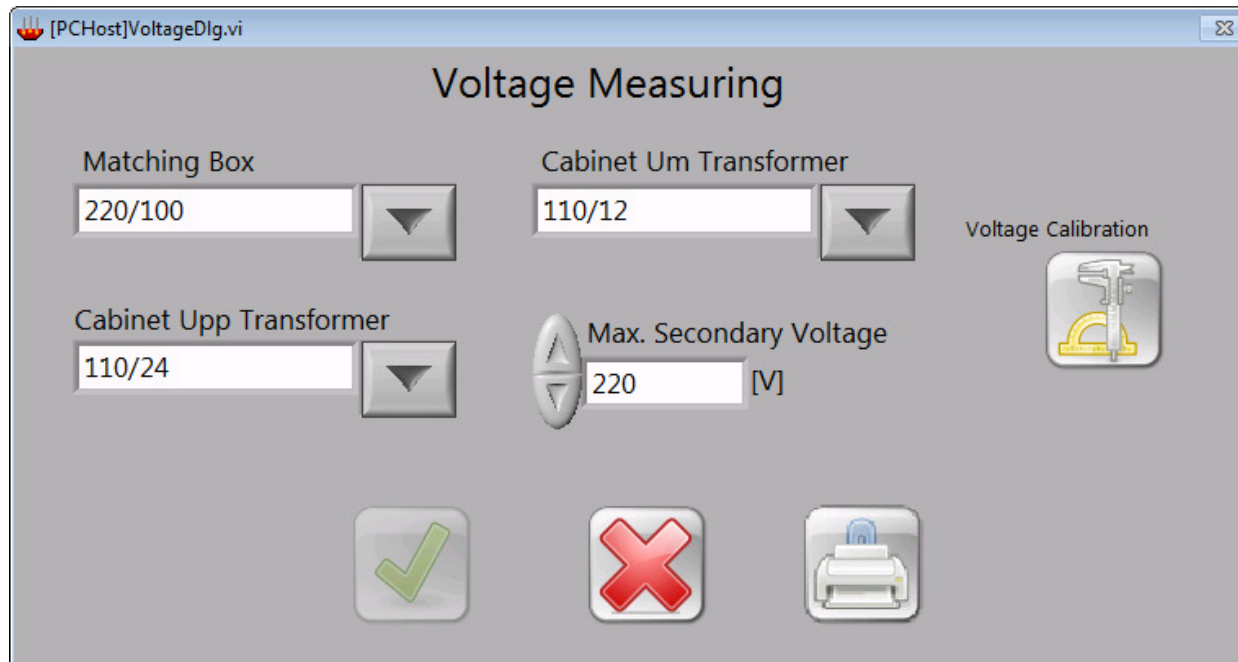 [PCHost]VoltageDlg.vi
Voltage Measuring
Matching Box
220/100
Cabinet Um Transformer
110/12
Voltage Calibration
Cabinet Upp Transformer
110/24
Max. Secondary Voltage
220 [V]